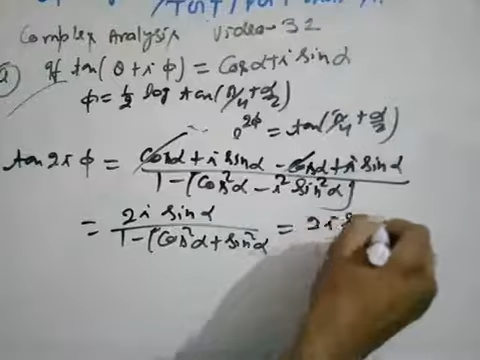 Complex Analysis Video-32
a) If tan(θ+iφ) = Cosα+i sinα
φ = 1/2 log tan(π/4+α/2)
e^2φ = tan(π/4+α/2)
tan 2iφ = Cosα + i sinα - Cosα + i sinα / 1-(Cos²α - i² sin²α)
= 2i sinα / 1-(Cos²α + sin²α = 2i